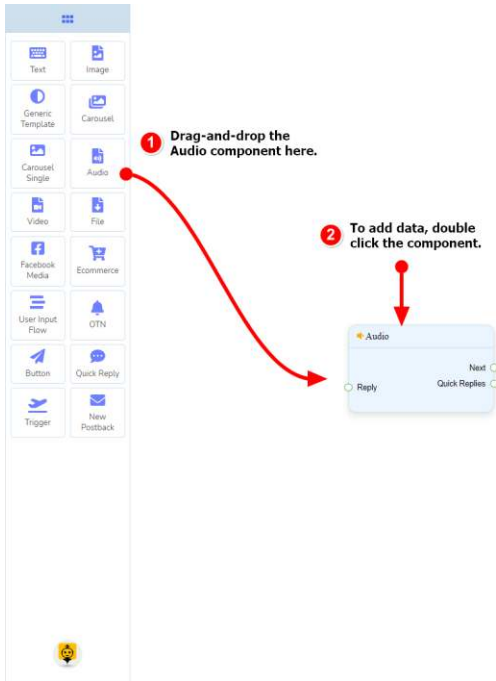 Text
Image
Generic
Template
Carousel
Carousel
Single
Audio
Video
File
Facebook
Media
Ecommerce
User Input
Flow
OTN
Button
Quick Reply
Trigger
New
Postback
1 Drag-and-drop the
Audio component here.
2 To add data, double
click the component.
Audio
Next
Reply
Quick Replies